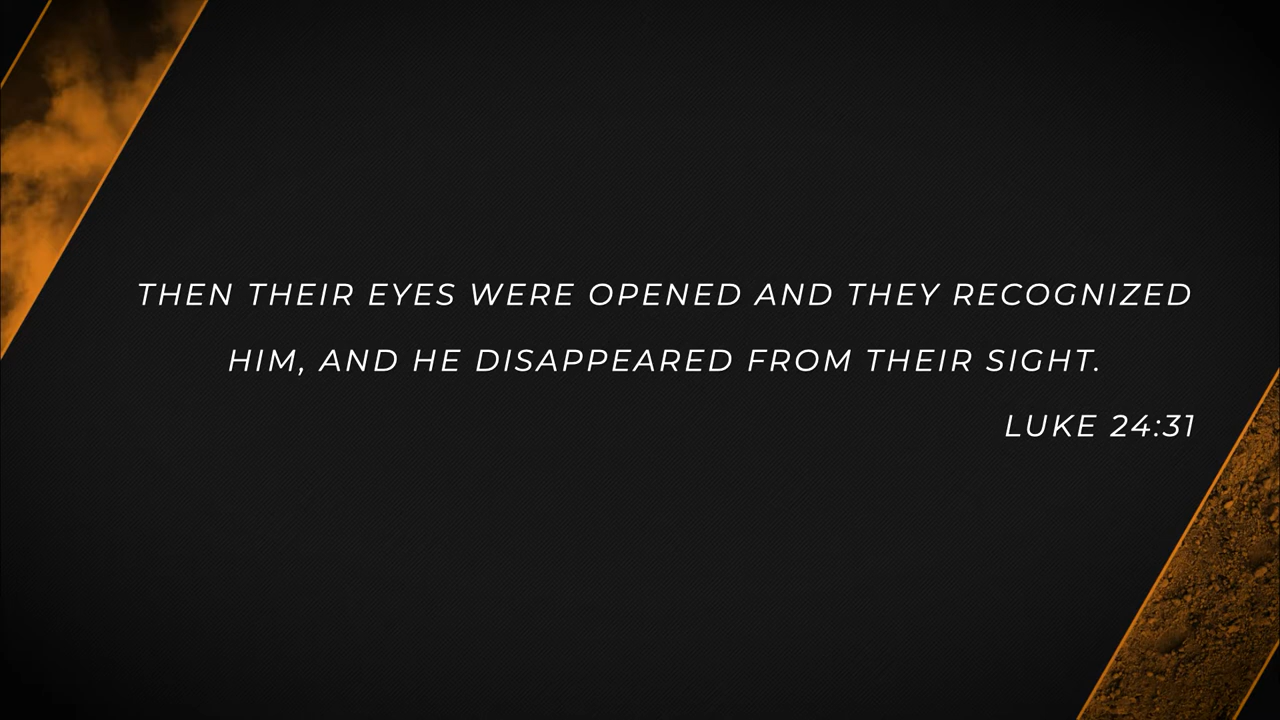 THEN THEIR EYES WERE OPENED AND THEY RECOGNIZED
HIM, AND HE DISAPPEARED FROM THEIR SIGHT.
LUKE 24:31